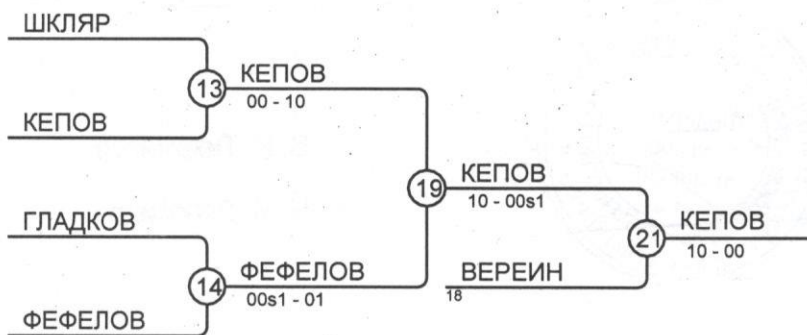 ШКЛЯР
13
КЕПОВ
00 - 10
КЕПОВ
19
КЕПОВ
10 - 00s1
ГЛАДКОВ
21
КЕПОВ
10 - 00
14
ФЕФЕЛОВ
00s1 - 01
ВЕРЕИН
18
ФЕФЕЛОВ